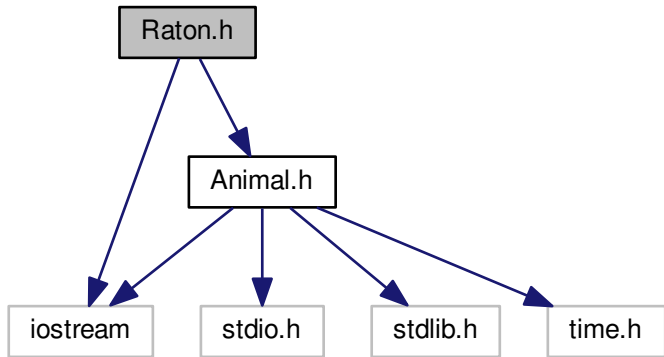 Raton.h
Animal.h
iostream
stdio.h
stdlib.h
time.h